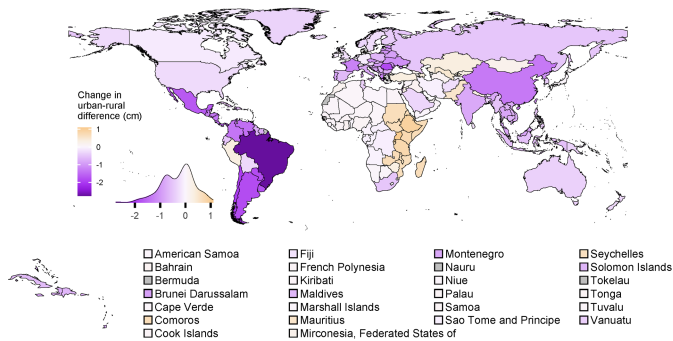 Change in
urban-rural
difference (cm)
1
0
-1
-2
-2 -1 0 1
American Samoa
Bahrain
Bermuda
Brunei Darussalam
Cape Verde
Comoros
Cook Islands
Fiji
French Polynesia
Kiribati
Maldives
Marshall Islands
Mauritius
Mirconesia, Federated States of
Montenegro
Nauru
Niue
Palau
Samoa
Sao Tome and Principe
Seychelles
Solomon Islands
Tokelau
Tonga
Tuvalu
Vanuatu